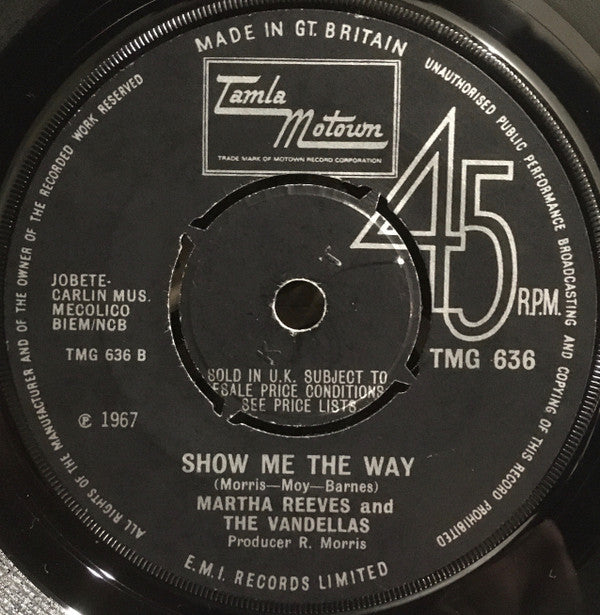 MADE IN GT. BRITAIN
UNAUTHORISED PUBLIC PERFORMANCE BROADCASTING AND COPYING OF THIS RECORD PROHIBITED
ALL RIGHTS OF THE MANUFACTURER AND OF THE OWNER OF THE RECORDED WORK RESERVED
Tamla
Motown
TRADE MARK OF MOTOWN RECORD CORPORATION
45
R.P.M.
JOBETE-
CARLIN MUS.
MECOLICO
BIEM/NCB
TMG 636 B
TMG 636
SOLD IN U.K. SUBJECT TO
RESALE PRICE CONDITIONS
SEE PRICE LISTS
℗ 1967
SHOW ME THE WAY
(Morris—Moy—Barnes)
MARTHA REEVES and
THE VANDELLAS
Producer R. Morris
E.M.I. RECORDS LIMITED